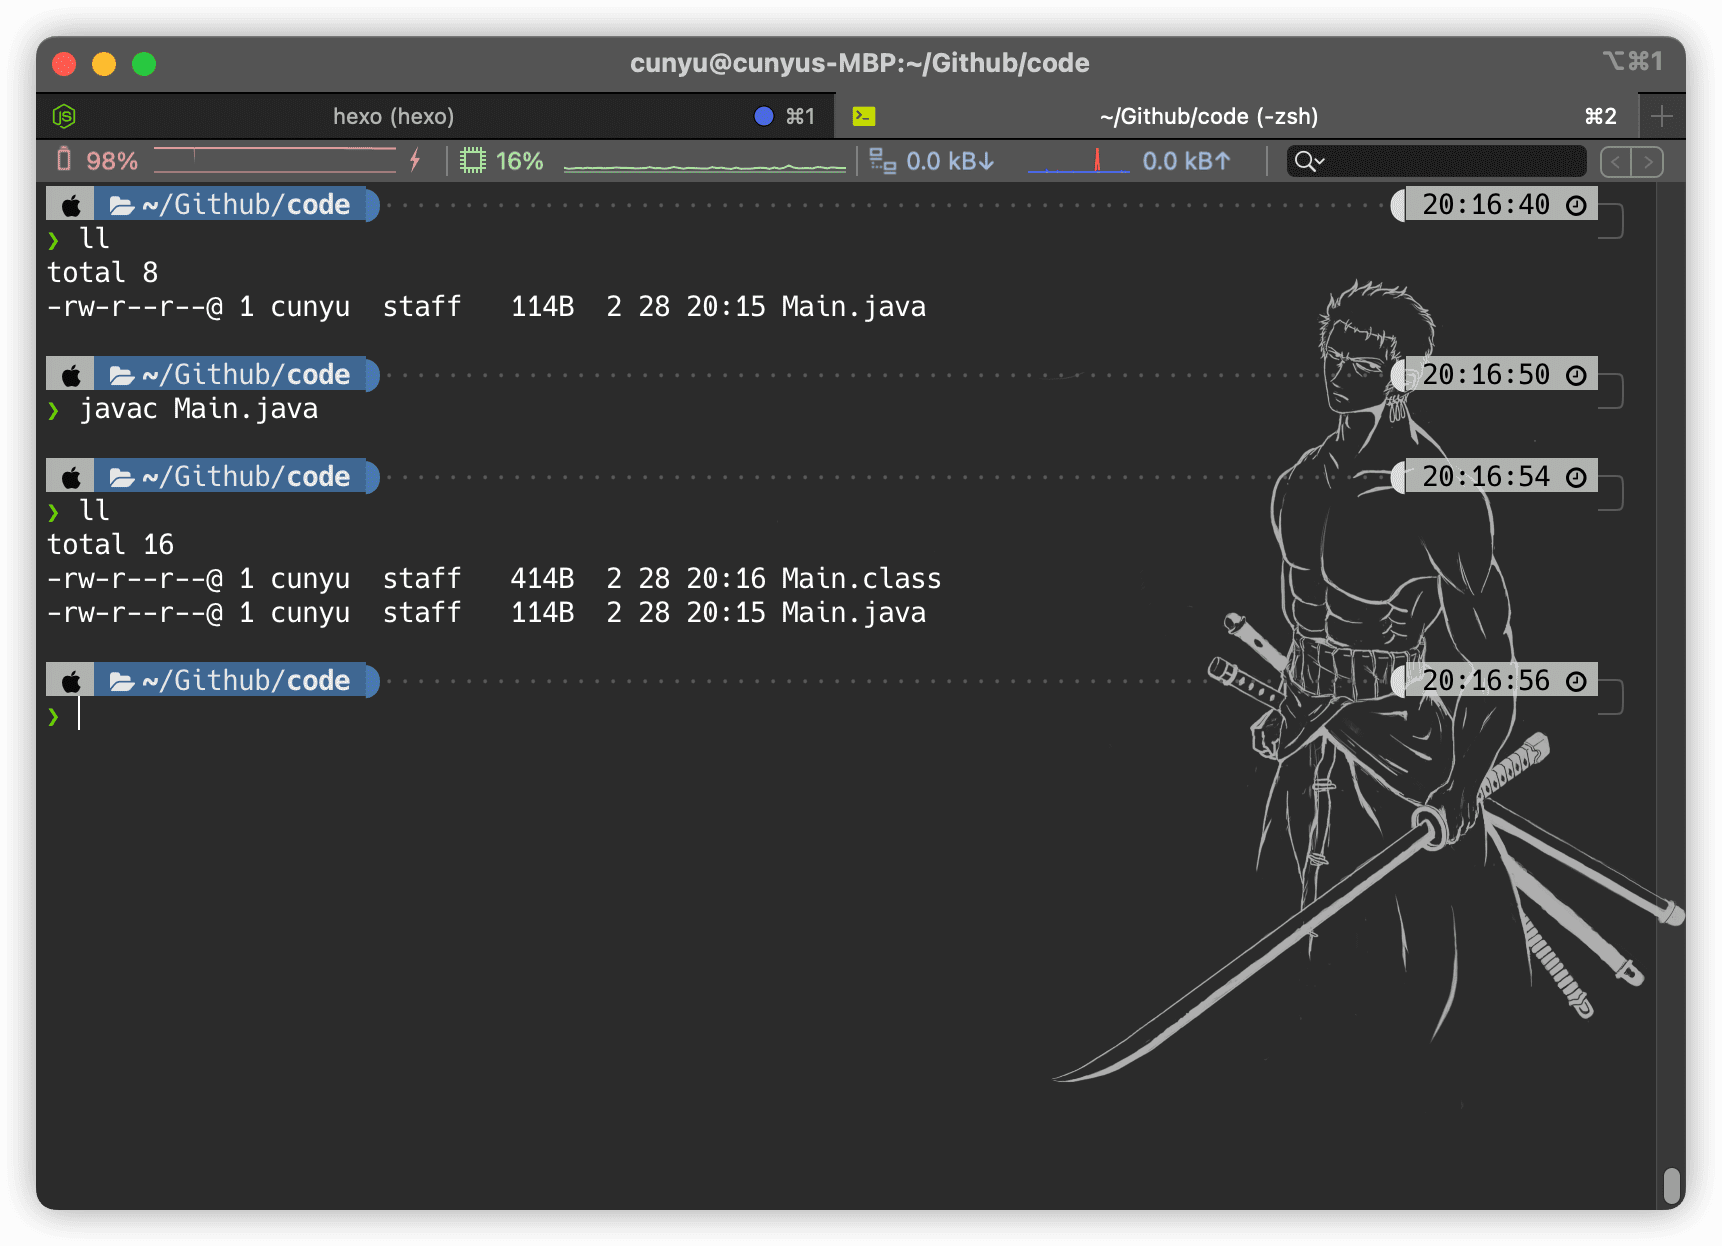 cunyu@cunyus-MBP:~/Github/code ⌥⌘1
hexo (hexo) ⌘1 ~/Github/code (-zsh) ⌘2
98% 16% 0.0 kB↓ 0.0 kB↑
~/Github/code 20:16:40
❯ ll
total 8
-rw-r--r--@ 1 cunyu  staff   114B  2 28 20:15 Main.java
~/Github/code 20:16:50
❯ javac Main.java
~/Github/code 20:16:54
❯ ll
total 16
-rw-r--r--@ 1 cunyu  staff   414B  2 28 20:16 Main.class
-rw-r--r--@ 1 cunyu  staff   114B  2 28 20:15 Main.java
~/Github/code 20:16:56
❯